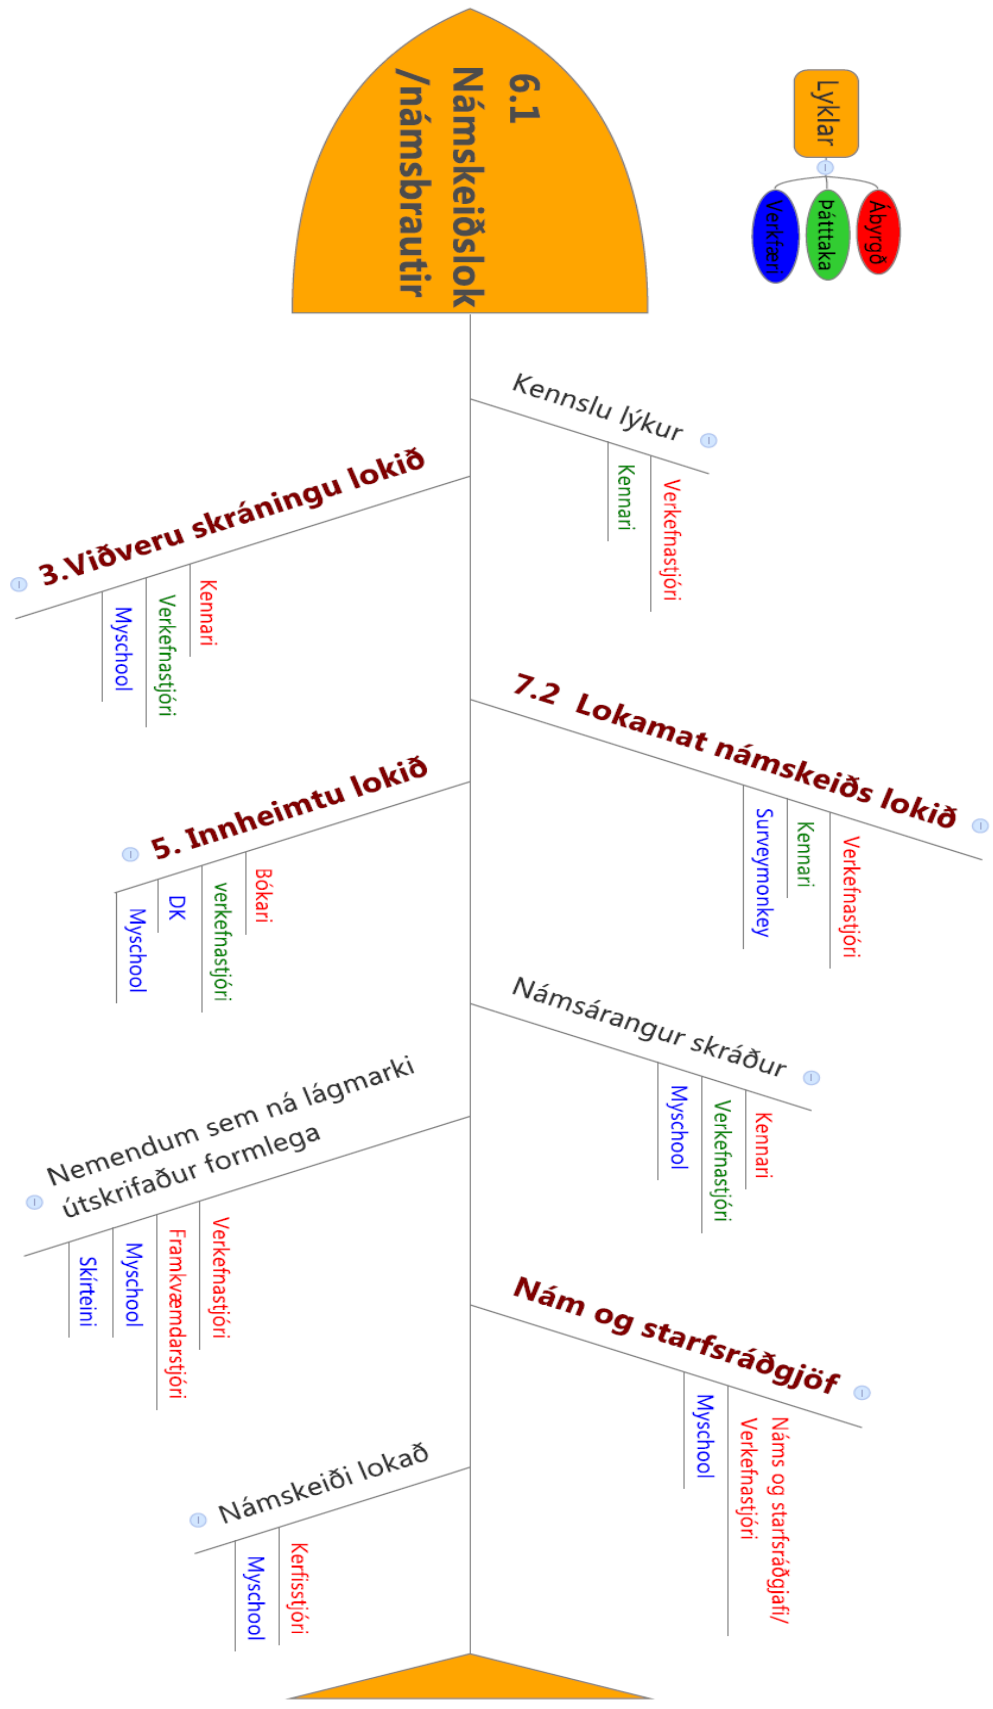 6.1
Námskeiðslok
/námsbrautir
Lyklar
Ábyrgð
Þátttaka
Verkfæri
Kennslu lýkur
Verkefnastjóri
Kennari
3.Viðveru skráningu lokið
Kennari
Verkefnastjóri
Myschool
7.2 Lokamat námskeiðs lokið
Verkefnastjóri
Kennari
Surveymonkey
5. Innheimtu lokið
Bókari
verkefnastjóri
DK
Myschool
Námsárangur skráður
Kennari
Verkefnastjóri
Myschool
Nemendum sem ná lágmarki
útskrifaður formlega
Verkefnastjóri
Framkvæmdarstjóri
Myschool
Skírteini
Nám og starfsráðgjöf
Náms og starfsráðgjafi/
Verkefnastjóri
Myschool
Námskeiði lokað
Kerfisstjóri
Myschool